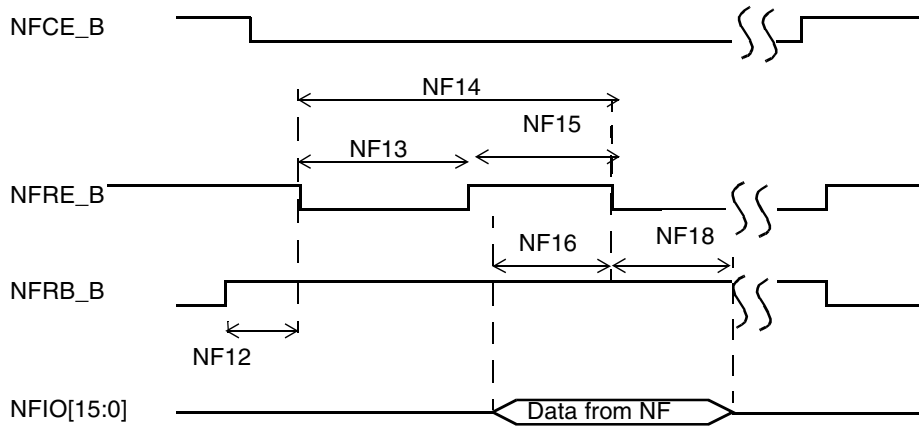 NFCE_B
NF14
NF15
NF13
NFRE_B
NF16
NF18
NFRB_B
NF12
NFIO[15:0]
Data from NF